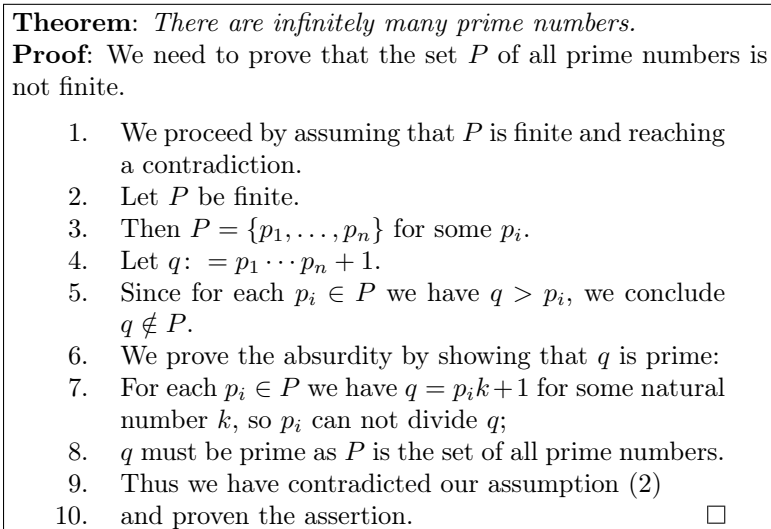 Theorem: There are infinitely many prime numbers.
Proof: We need to prove that the set P of all prime numbers is
not finite.
1. We proceed by assuming that P is finite and reaching
a contradiction.
2. Let P be finite.
3. Then P = {p₁, . . . , pₙ} for some pᵢ.
4. Let q: = p₁ ··· pₙ + 1.
5. Since for each pᵢ ∈ P we have q > pᵢ, we conclude
q ∉ P.
6. We prove the absurdity by showing that q is prime:
7. For each pᵢ ∈ P we have q = pᵢk+1 for some natural
number k, so pᵢ can not divide q;
8. q must be prime as P is the set of all prime numbers.
9. Thus we have contradicted our assumption (2)
10. and proven the assertion. □